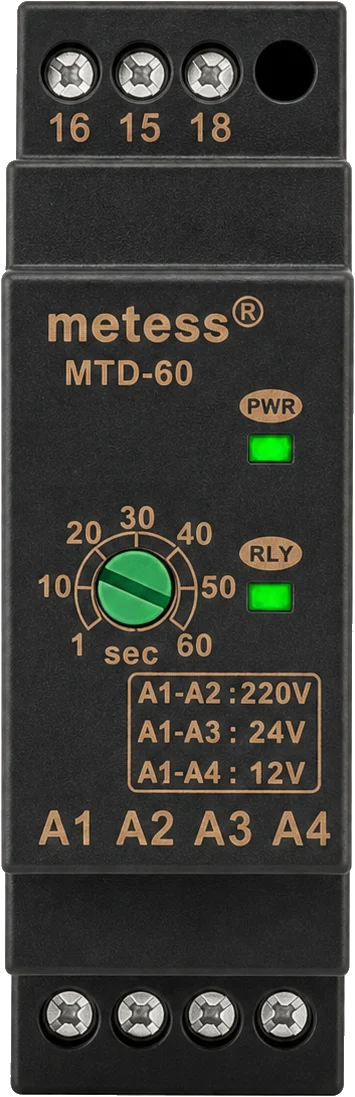 16 15 18
metess®
MTD-60
PWR
30
20 40
10 50
RLY
1 sec 60
A1-A2 : 220V
A1-A3 : 24V
A1-A4 : 12V
A1 A2 A3 A4